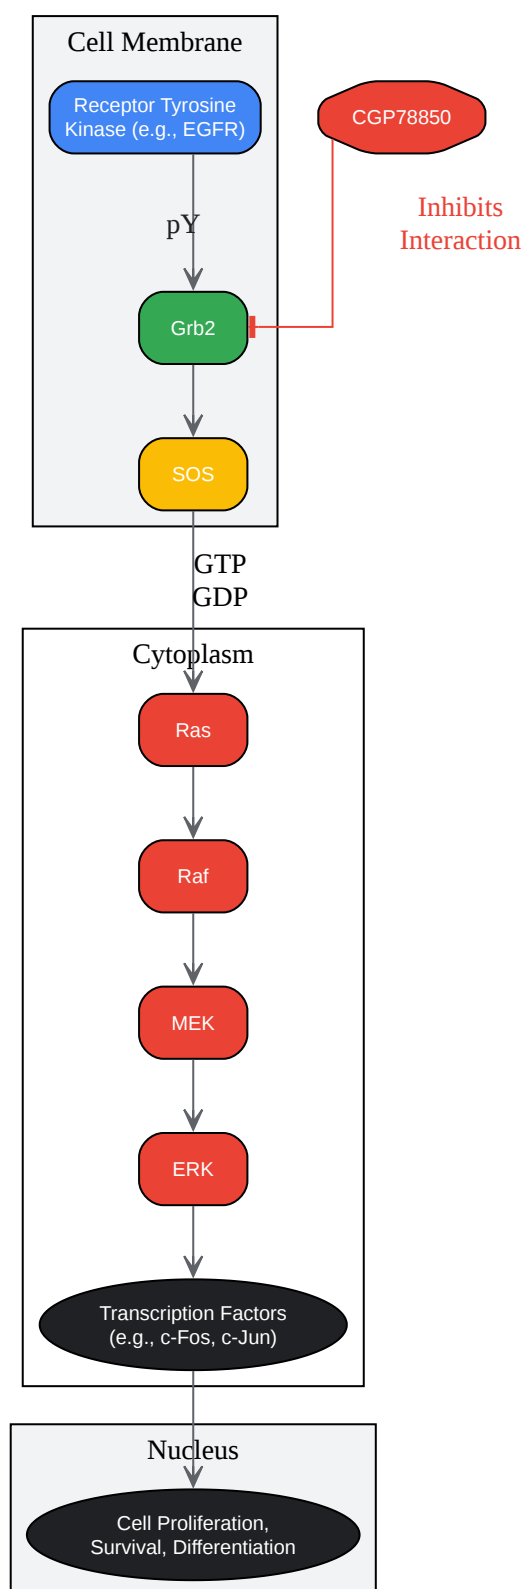 Cell Membrane
Receptor Tyrosine
Kinase (e.g., EGFR)
CGP78850
pY
Inhibits
Interaction
Grb2
SOS
GTP
GDP
Cytoplasm
Ras
Raf
MEK
ERK
Transcription Factors
(e.g., c-Fos, c-Jun)
Nucleus
Cell Proliferation,
Survival, Differentiation